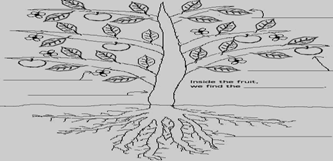 Inside the fruit,
we find the